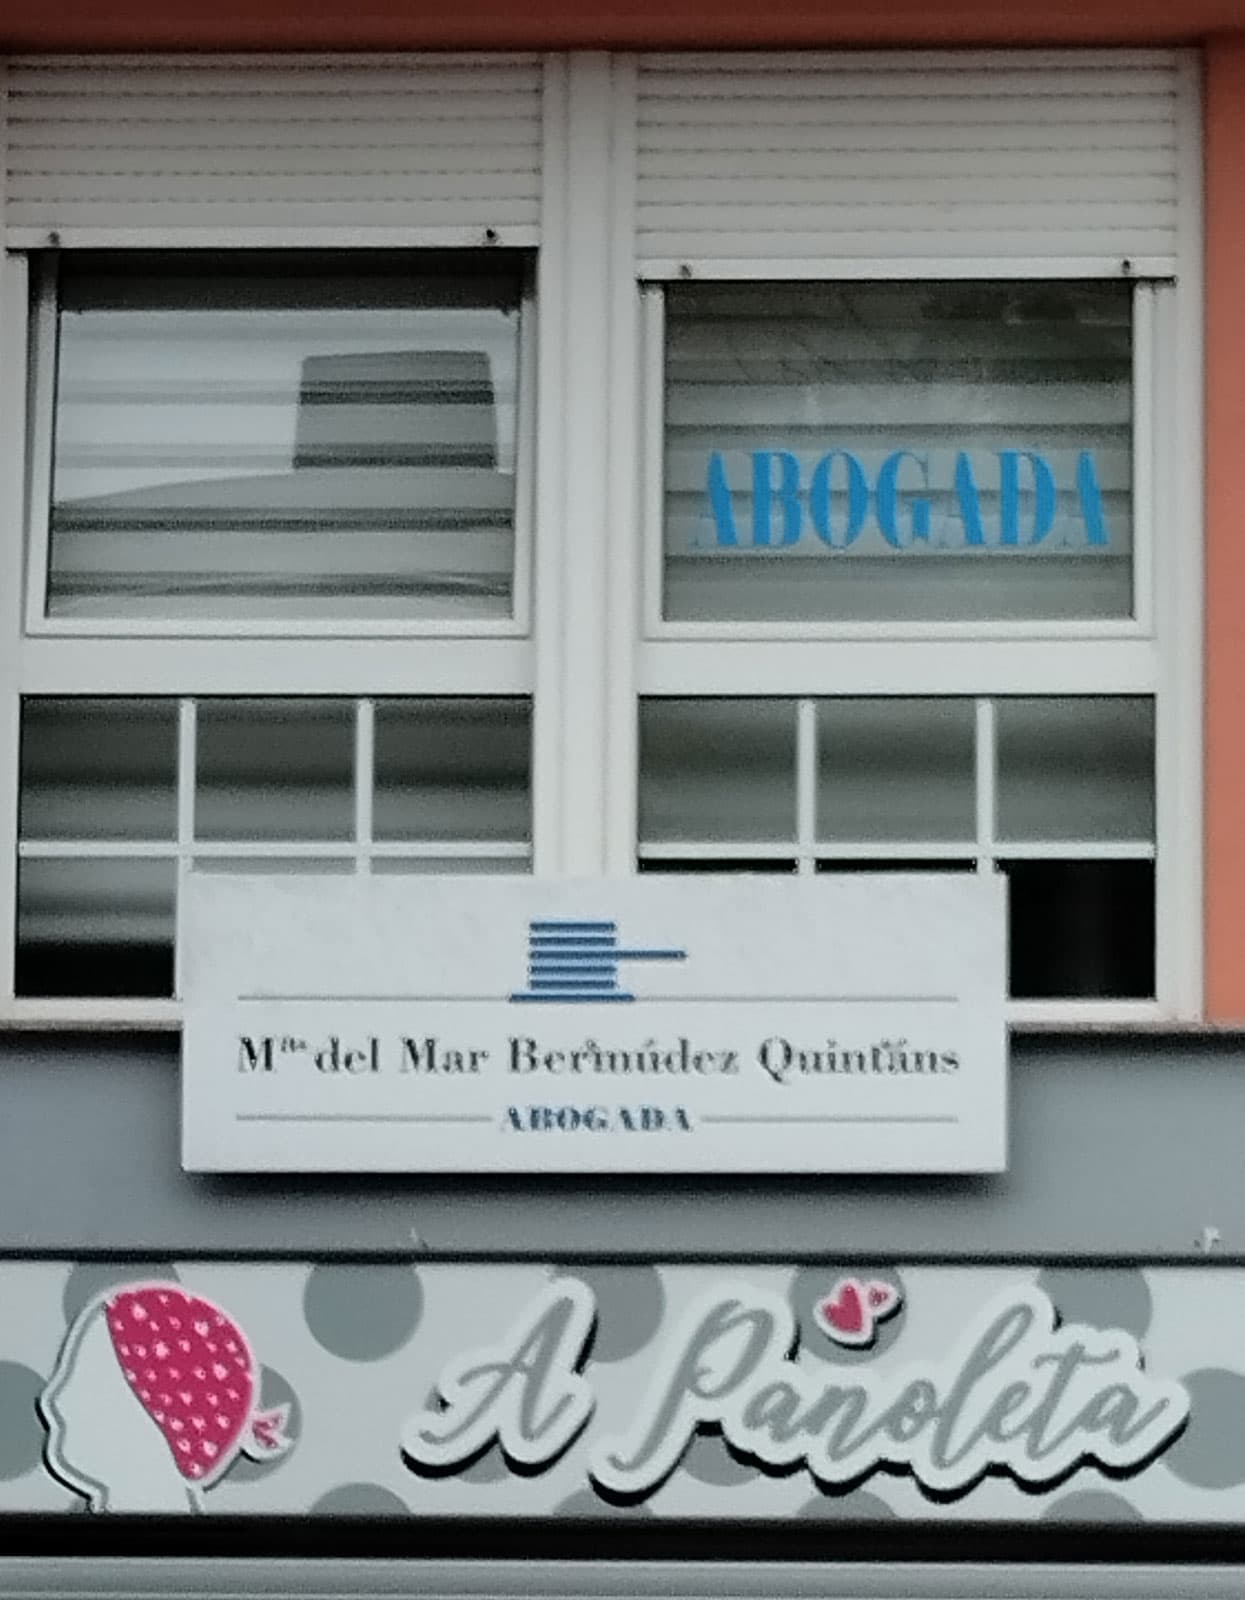 ABOGADA
Mª del Mar Bermúdez Quintáns
ABOGADA
A Panoleta